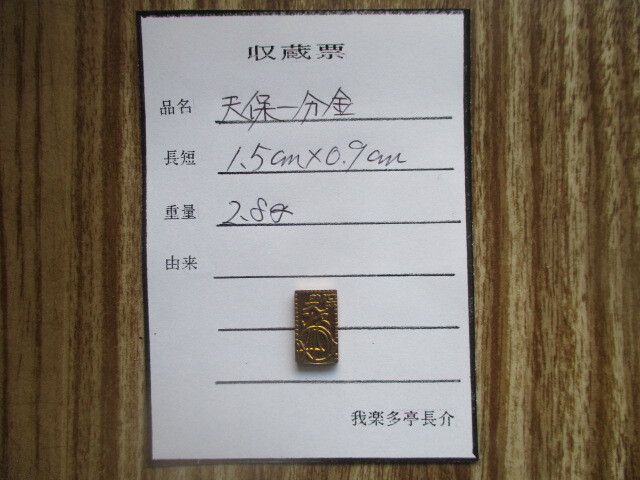 収蔵票
品名 天保一分金
長短 1.5cm×0.9cm
重量 2.8g
由来
我楽多亭長介